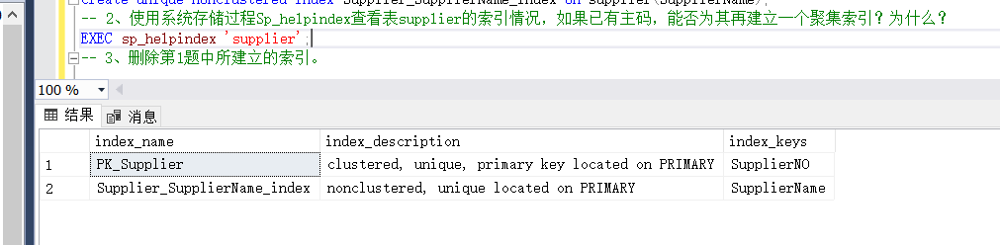 create unique nonclustered index Supplier_SupplierName_index on supplier(SupplierName);
-- 2、使用系统存储过程Sp_helpindex查看表supplier的索引情况，如果已有主码，能否为其再建立一个聚集索引？为什么？
EXEC sp_helpindex 'supplier';
-- 3、删除第1题中所建立的索引。
100 %
结果 消息
index_name index_description index_keys
1 PK_Supplier clustered, unique, primary key located on PRIMARY SupplierNO
2 Supplier_SupplierName_index nonclustered, unique located on PRIMARY SupplierName